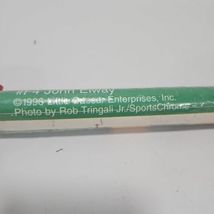 John Elway
©1996 Enterprises, Inc.
Photo by Rob Tringali Jr./SportsChrome